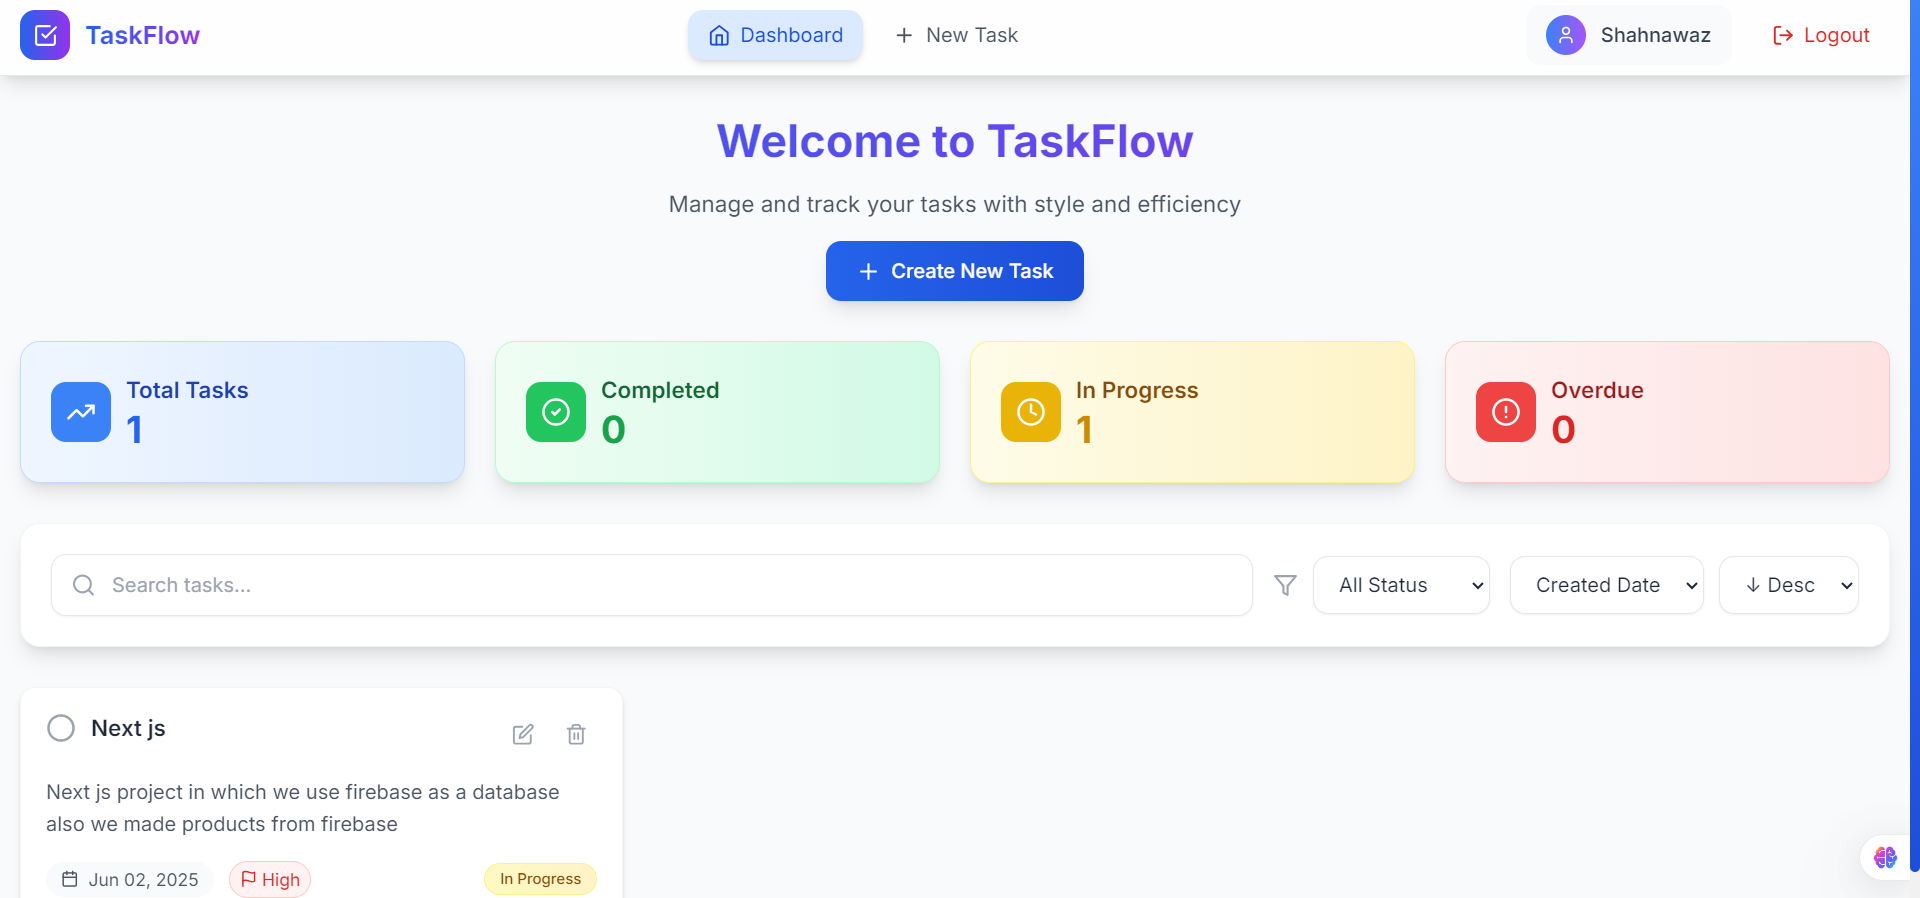 TaskFlow
Dashboard
New Task
Shahnawaz
Logout
Welcome to TaskFlow
Manage and track your tasks with style and efficiency
Create New Task
Total Tasks
1
Completed
0
In Progress
1
Overdue
0
Search tasks...
All Status
Created Date
↓ Desc
Next js
Next js project in which we use firebase as a database
also we made products from firebase
Jun 02, 2025
High
In Progress